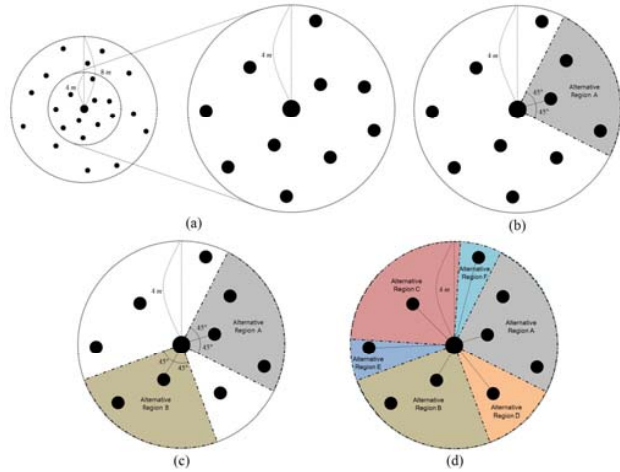 4 m
8 m
4 m
(a)
4 m
45°
45°
Alternative
Region A
(b)
4 m
45°
45°
45°
45°
Alternative
Region A
Alternative
Region B
(c)
4 m
Alternative
Region F
Alternative
Region C
Alternative
Region A
Alternative
Region E
Alternative
Region B
Alternative
Region D
(d)